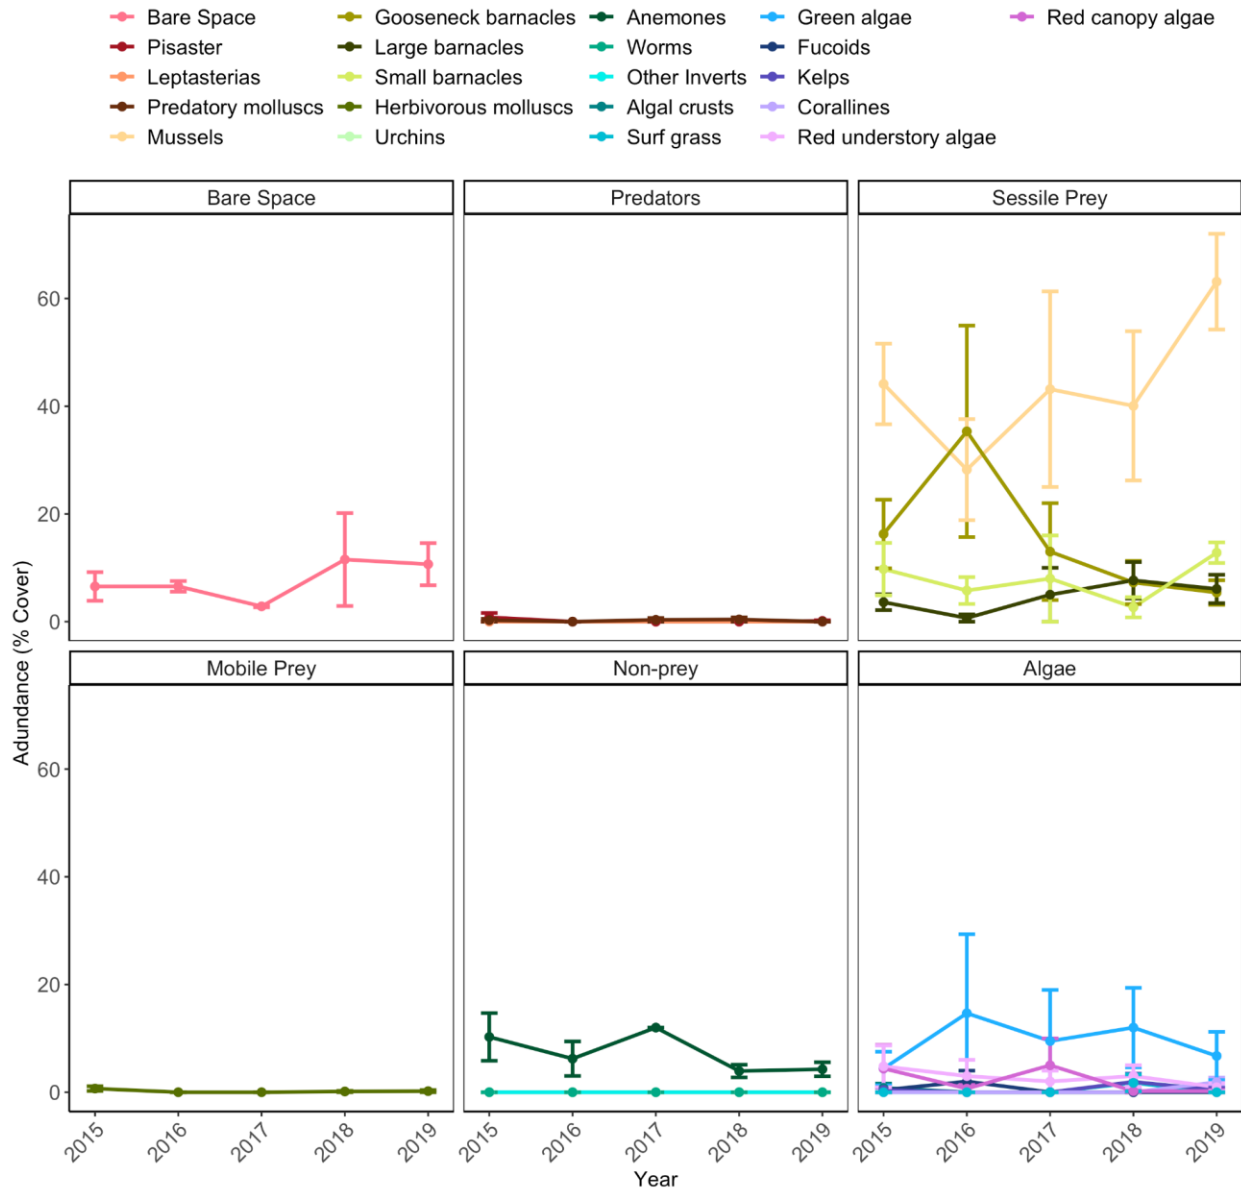 Bare Space Gooseneck barnacles Anemones Green algae Red canopy algae
Pisaster Large barnacles Worms Fucoids
Leptasterias Small barnacles Other Inverts Kelps
Predatory molluscs Herbivorous molluscs Algal crusts Corallines
Mussels Urchins Surf grass Red understory algae
Bare Space Predators Sessile Prey
60
40
20
0
Mobile Prey Non-prey Algae
60
40
20
0
Adundance (% Cover)
2015 2016 2017 2018 2019 2015 2016 2017 2018 2019 2015 2016 2017 2018 2019
Year